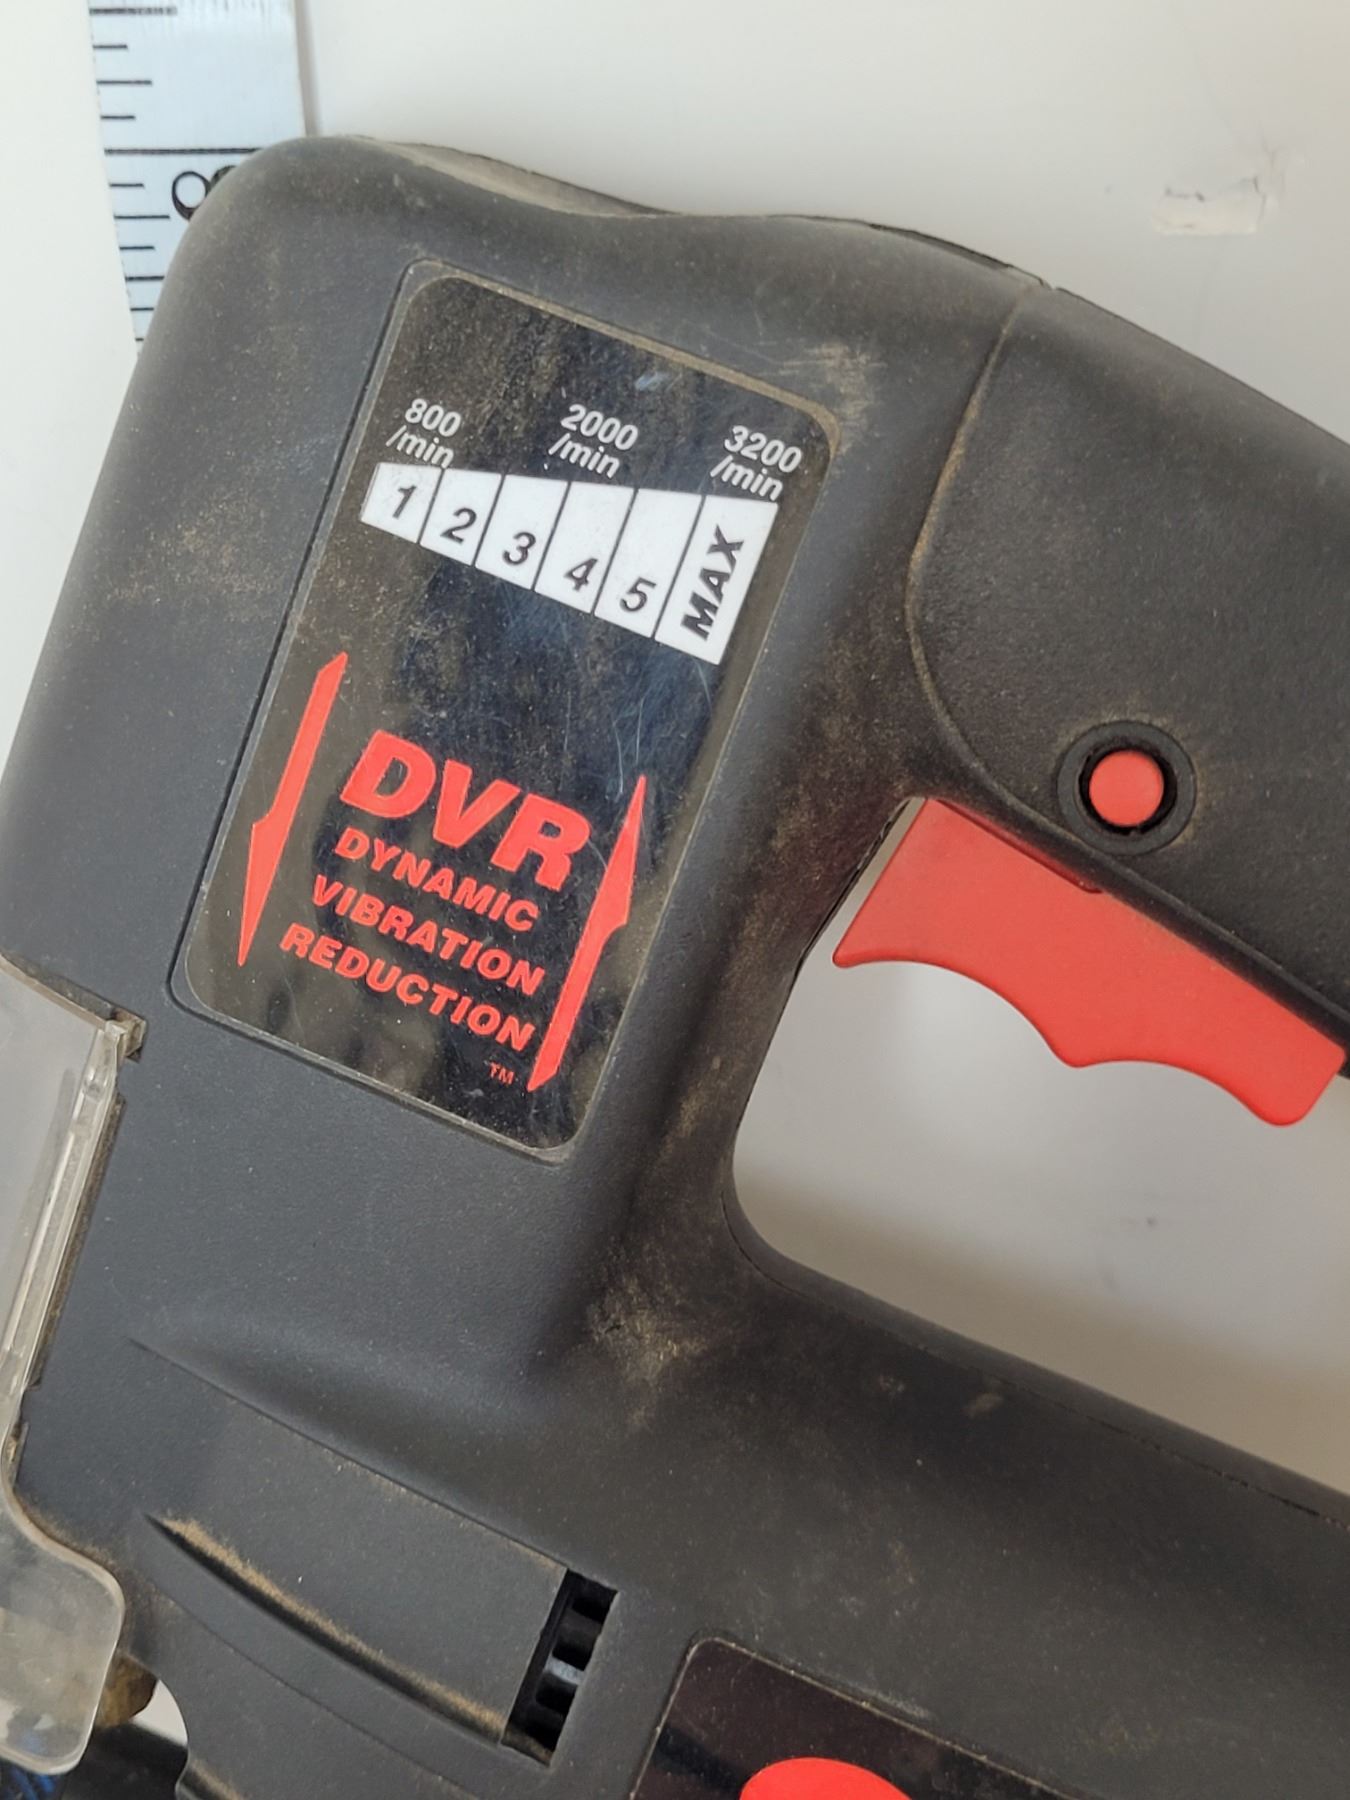 800 2000 3200
/min /min /min
1 2 3 4 5 MAX
DVR
DYNAMIC
VIBRATION
REDUCTION
TM